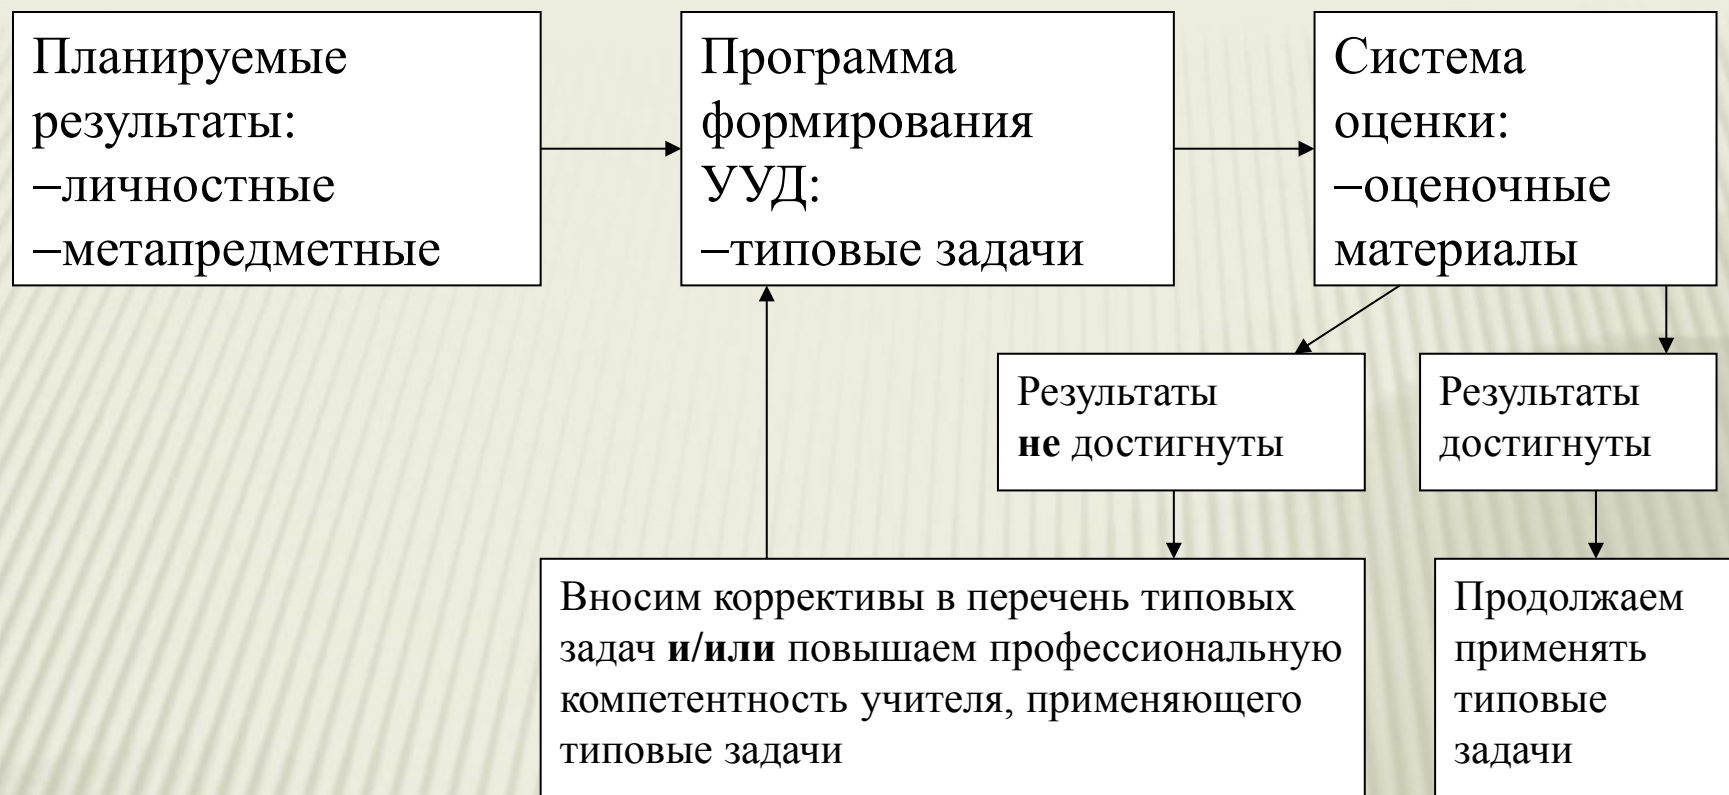 Планируемые
результаты:
–личностные
–метапредметные
Программа
формирования
УУД:
–типовые задачи
Система
оценки:
–оценочные
материалы
Результаты
не достигнуты
Результаты
достигнуты
Вносим коррективы в перечень типовых
задач и/или повышаем профессиональную
компетентность учителя, применяющего
типовые задачи
Продолжаем
применять
типовые
задачи